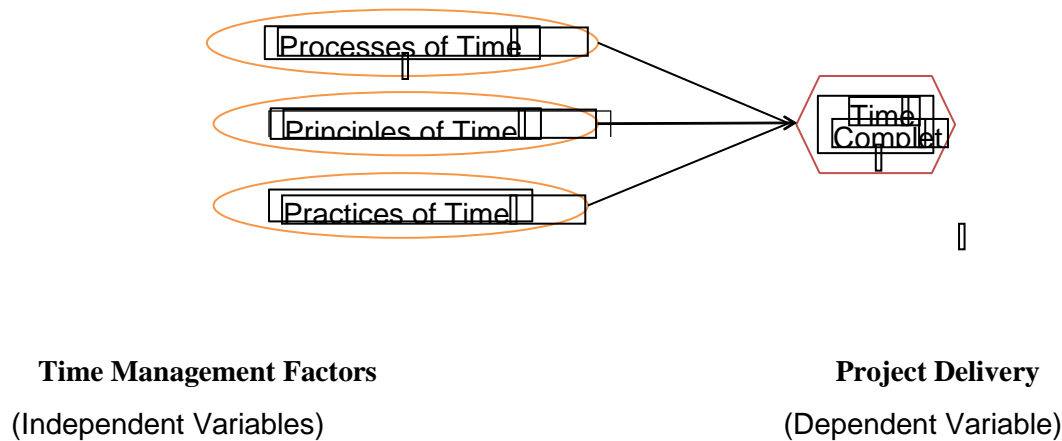 Processes of Time
Principles of Time
Practices of Time
Time
Complet
Time Management Factors
Project Delivery
(Independent Variables)
(Dependent Variable)